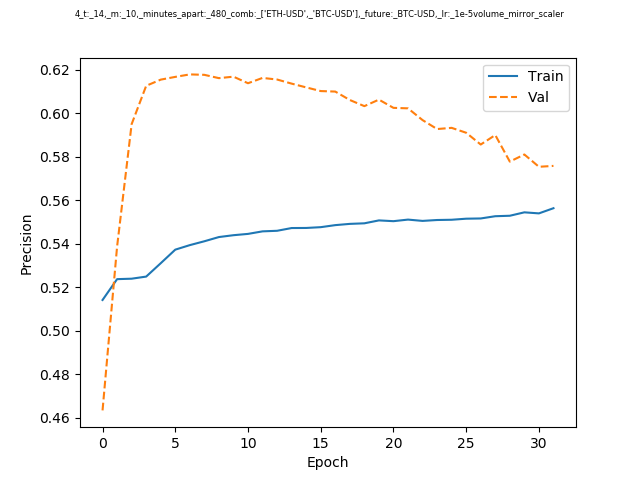 4_t:_14,_m:_10,_minutes_apart:_480_comb:_['ETH-USD',_'BTC-USD'],_future:_BTC-USD,_lr:_1e-5volume_mirror_scaler
Train
Val
0.62
0.60
0.58
0.56
0.54
0.52
0.50
0.48
0.46
Precision
0 5 10 15 20 25 30
Epoch